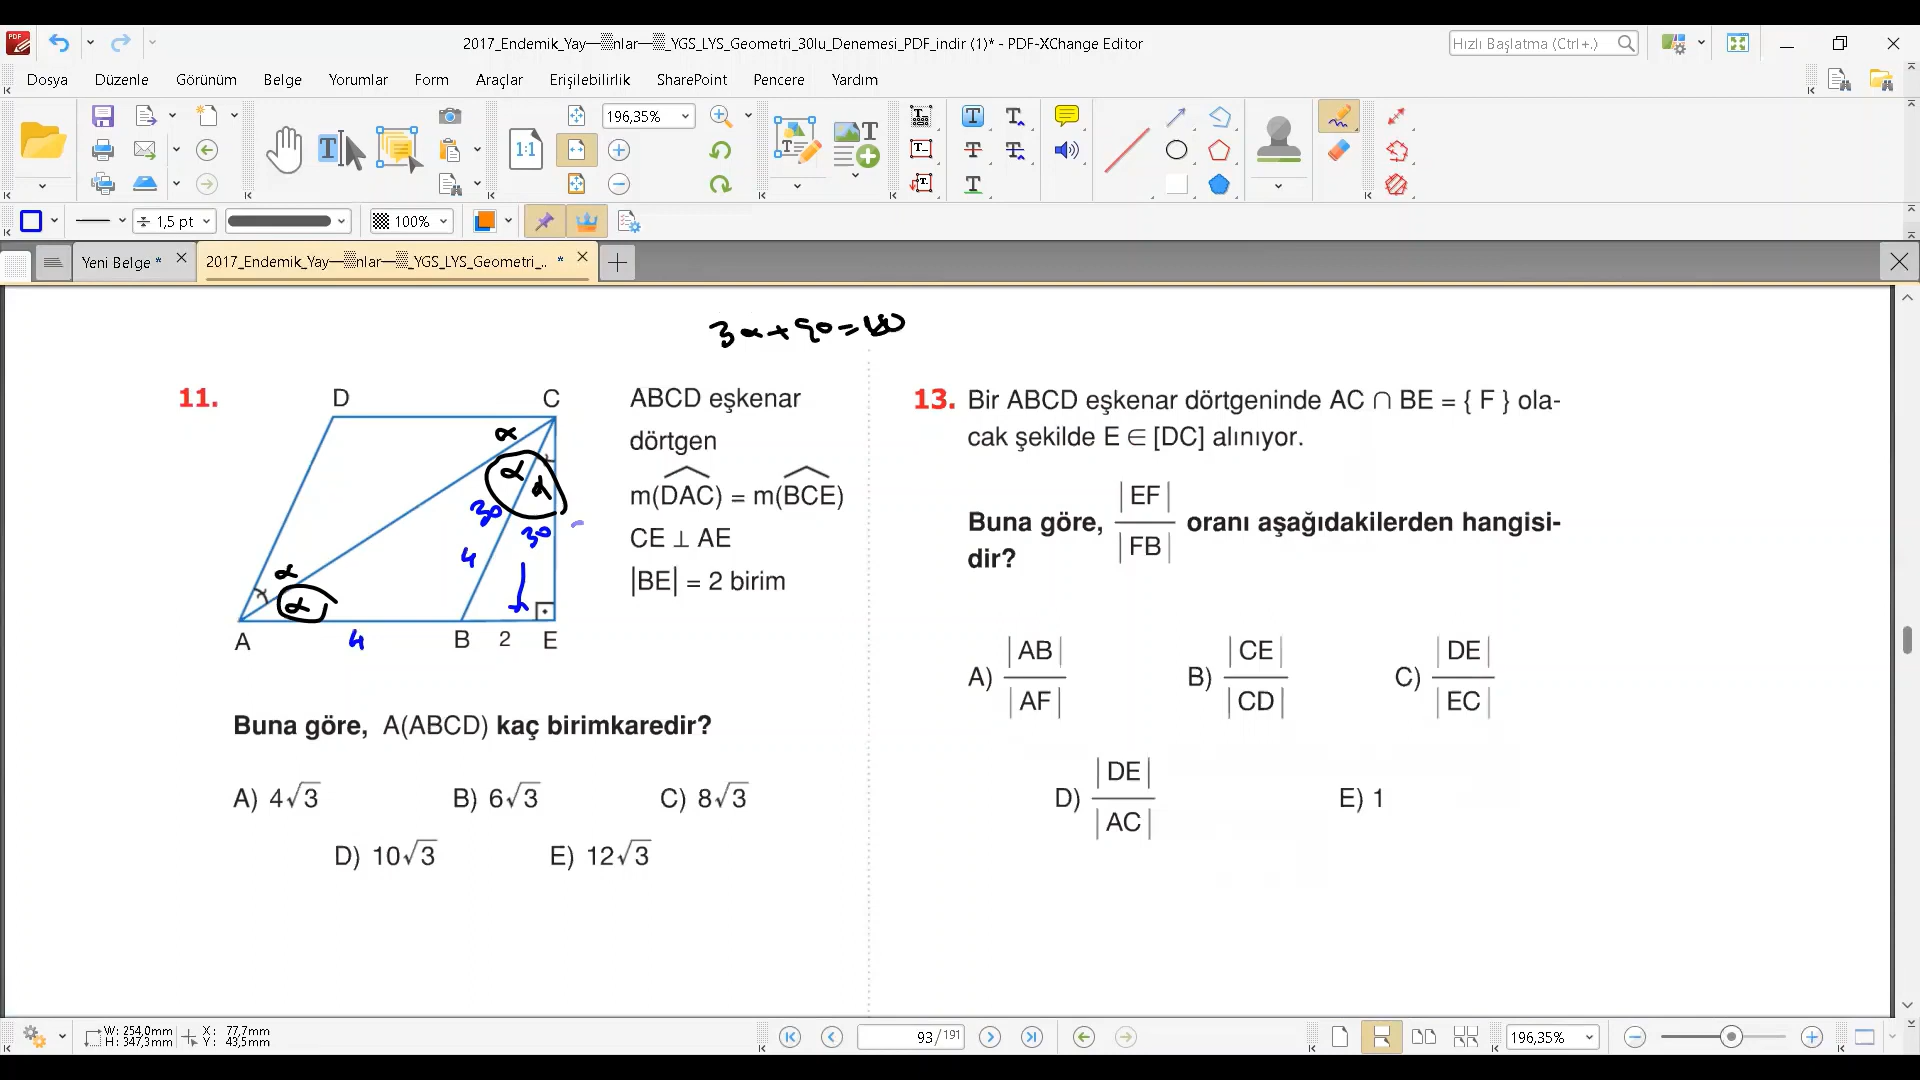 2017_Endemik_Yay—▒nlar—▒_YGS_LYS_Geometri_30lu_Denemesi_PDF_indir (1)* - PDF-XChange Editor
Hızlı Başlatma (Ctrl+.)
Dosya Düzenle Görünüm Belge Yorumlar Form Araçlar Erişilebilirlik SharePoint Pencere Yardım
196,35%
1:1
1,5 pt
100%
Yeni Belge *
2017_Endemik_Yay—▒nlar—▒_YGS_LYS_Geometri_.. *
3α+90=180
11.
D C
α
α α
30
30
4
α
α
A B 2 E
4
ABCD eşkenar
dörtgen
m(DAC) = m(BCE)
CE ⊥ AE
|BE| = 2 birim
Buna göre, A(ABCD) kaç birimkaredir?
A) 4√3 B) 6√3 C) 8√3
D) 10√3 E) 12√3
13. Bir ABCD eşkenar dörtgeninde AC ∩ BE = { F } ola-
cak şekilde E ∈ [DC] alınıyor.
Buna göre, |EF| / |FB| oranı aşağıdakilerden hangisi-
dir?
A) |AB| / |AF| B) |CE| / |CD| C) |DE| / |EC|
D) |DE| / |AC| E) 1
W: 254,0mm
H: 347,3mm
X: 77,7mm
Y: 43,5mm
93 / 191
196,35%